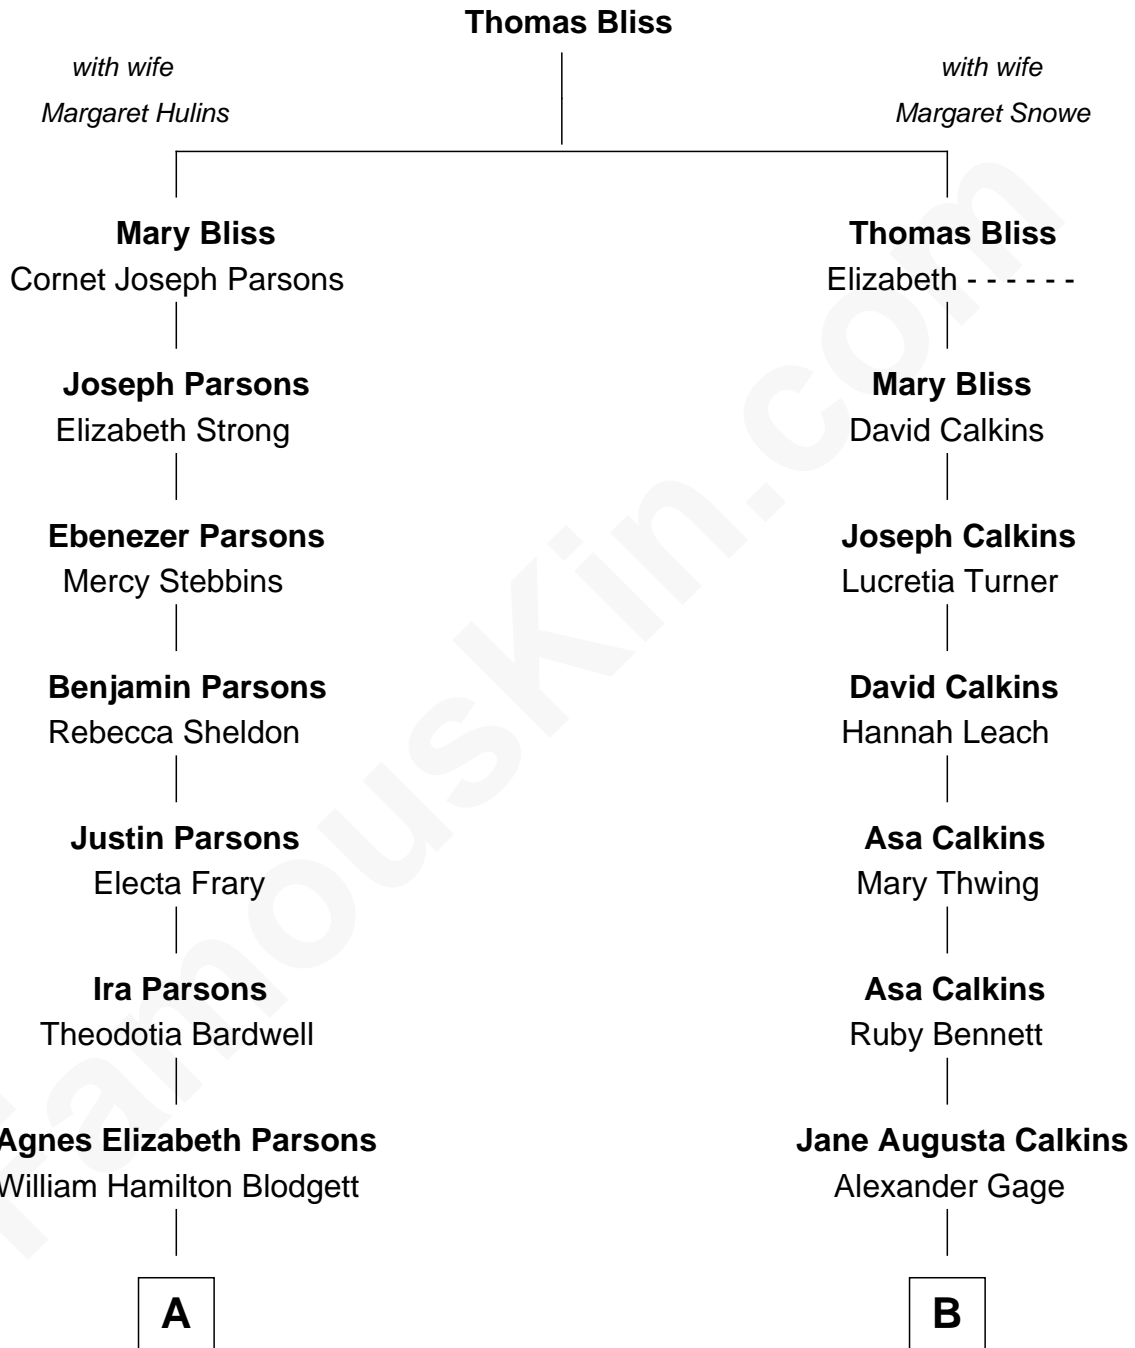 Thomas Bliss
with wife
Margaret Hulins
with wife
Margaret Snowe
Mary Bliss
Cornet Joseph Parsons
Thomas Bliss
Elizabeth - - - - - -
Joseph Parsons
Elizabeth Strong
Mary Bliss
David Calkins
Ebenezer Parsons
Mercy Stebbins
Joseph Calkins
Lucretia Turner
Benjamin Parsons
Rebecca Sheldon
David Calkins
Hannah Leach
Justin Parsons
Electa Frary
Asa Calkins
Mary Thwing
Ira Parsons
Theodotia Bardwell
Asa Calkins
Ruby Bennett
Agnes Elizabeth Parsons
William Hamilton Blodgett
Jane Augusta Calkins
Alexander Gage
A
B
FamousKin.com